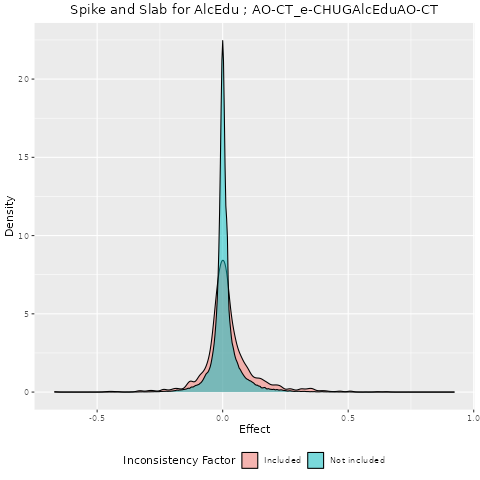 Spike and Slab for AlcEdu ; AO-CT_e-CHUGAlcEduAO-CT
20
15
10
5
0
Density
-0.5 0.0 0.5 1.0
Effect
Inconsistency Factor Included Not included